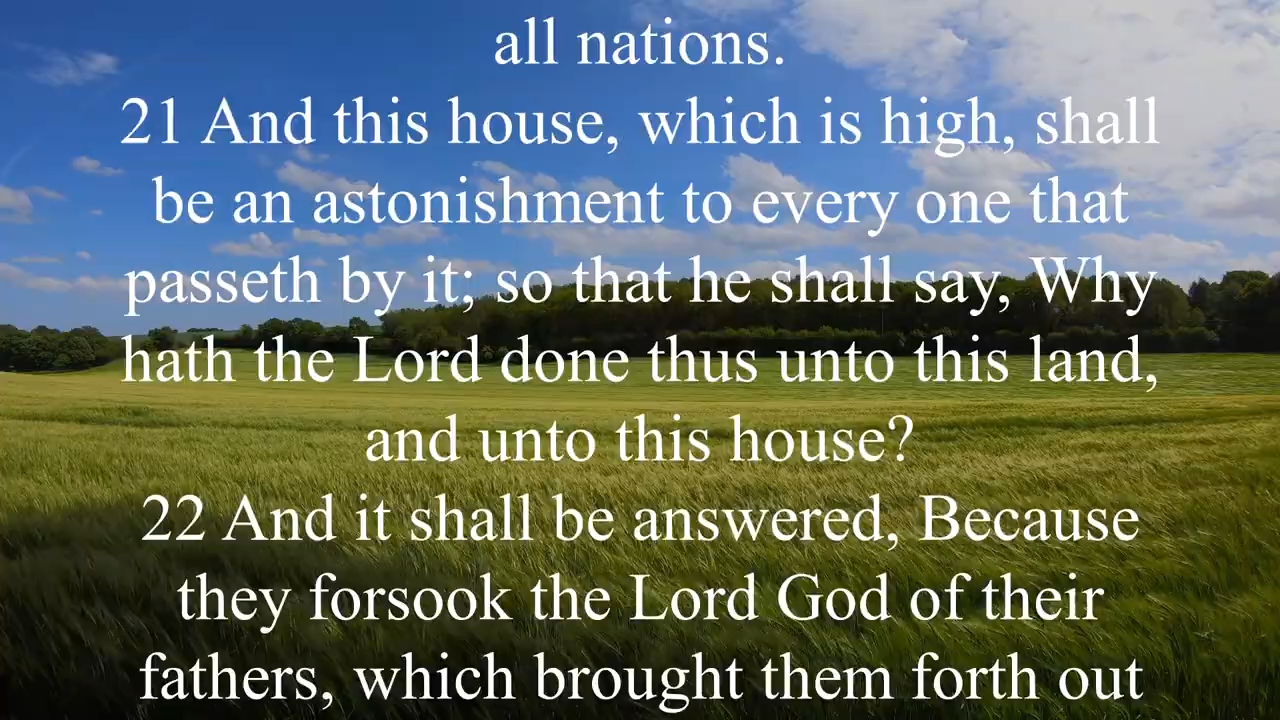 all nations.
21 And this house, which is high, shall
be an astonishment to every one that
passeth by it; so that he shall say, Why
hath the Lord done thus unto this land,
and unto this house?
22 And it shall be answered, Because
they forsook the Lord God of their
fathers, which brought them forth out